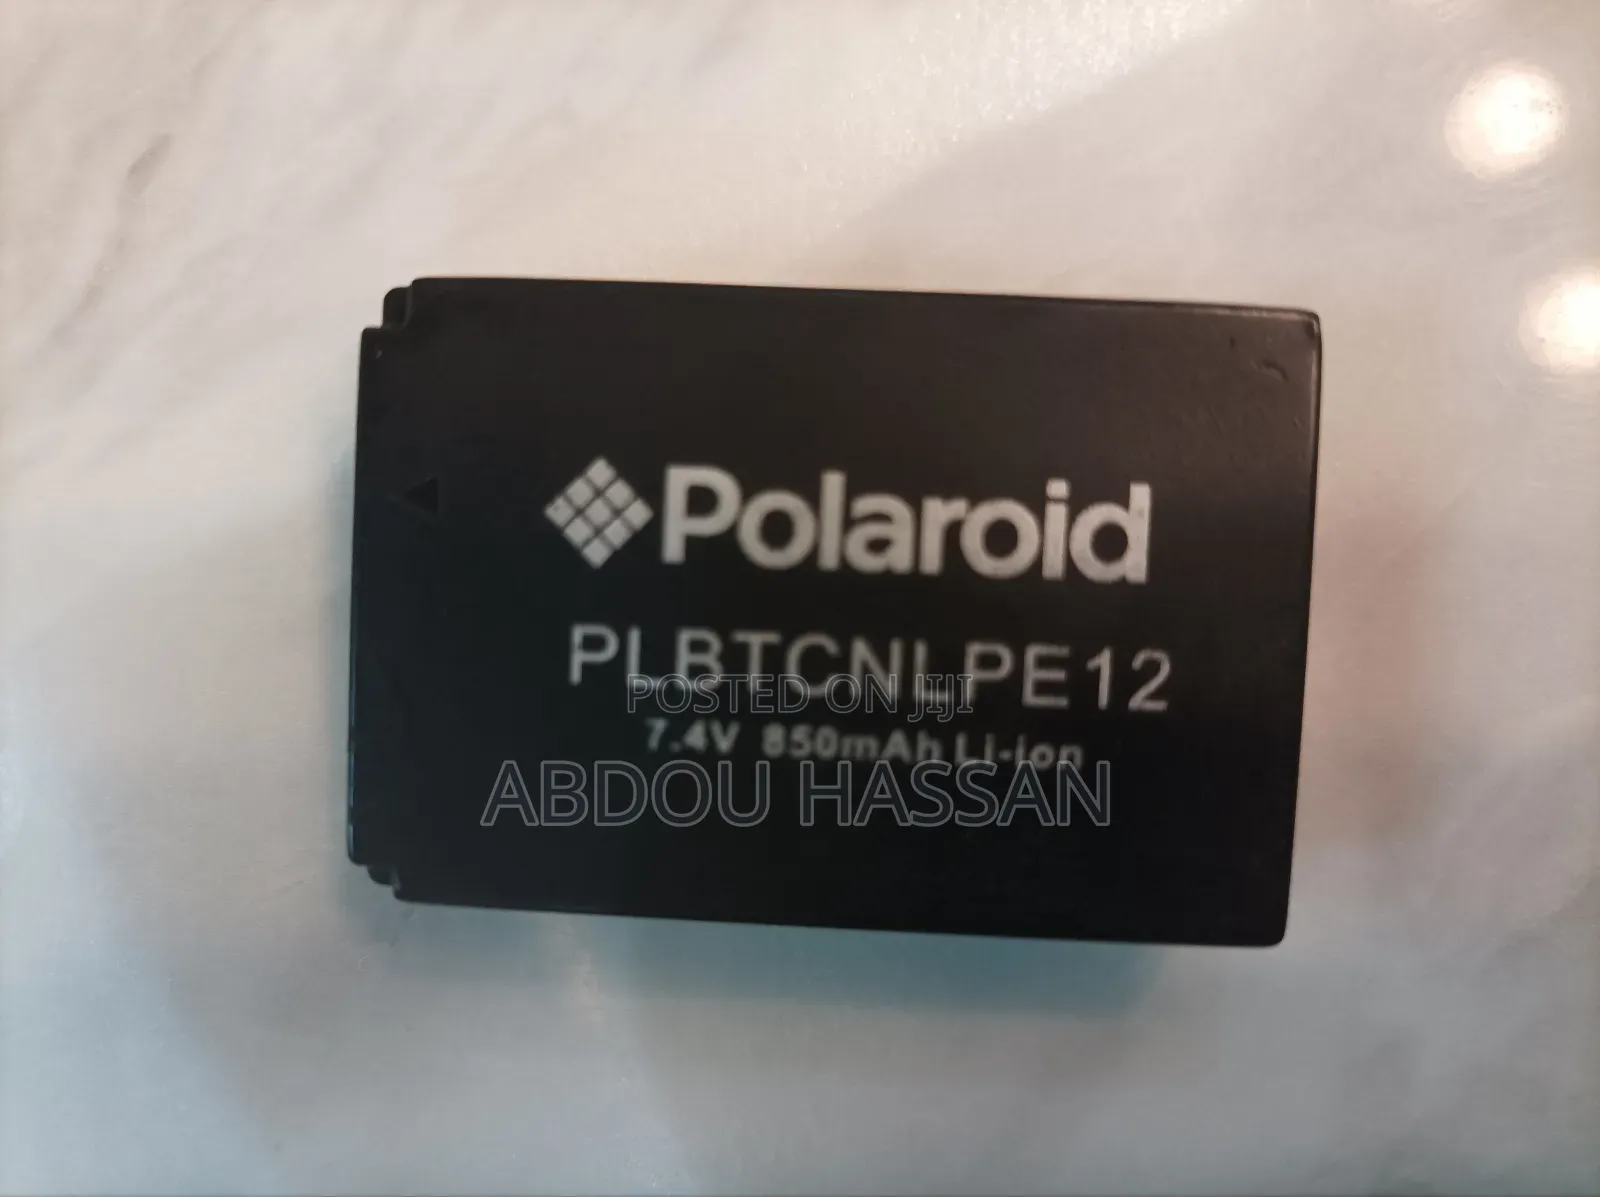 Polaroid
PLBTCNLPE12
POSTED ON JIJI
7.4V 850mAh Li-ion
ABDOU HASSAN